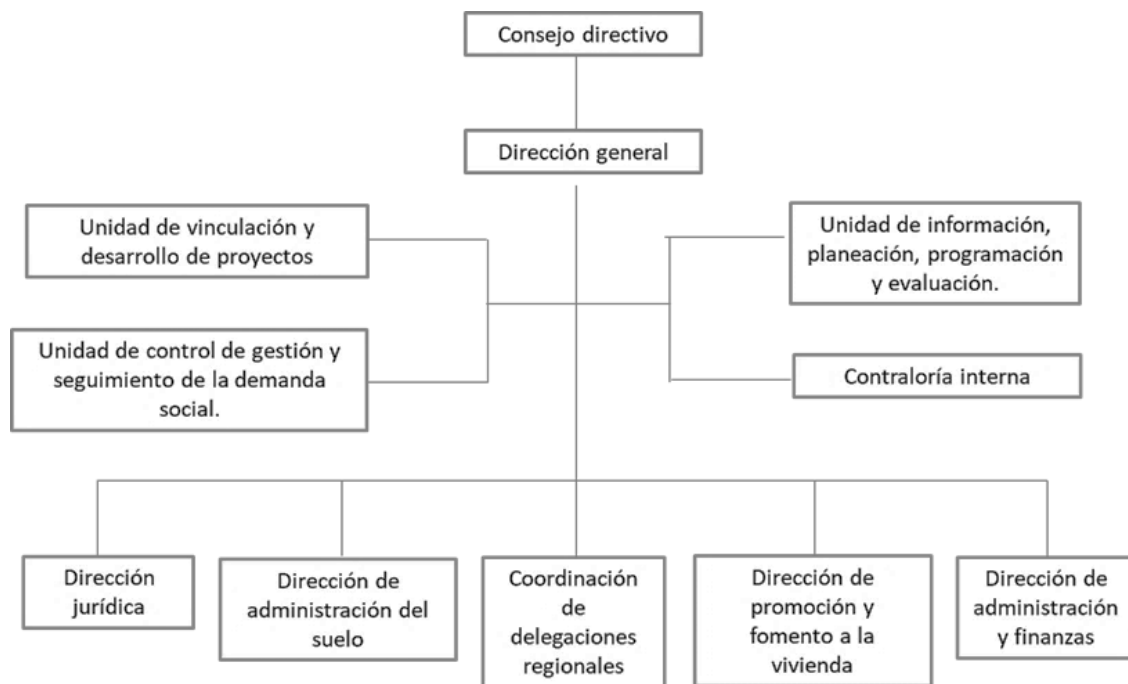 Consejo directivo
Dirección general
Unidad de vinculación y
desarrollo de proyectos
Unidad de información,
planeación, programación
y evaluación.
Unidad de control de gestión y
seguimiento de la demanda
social.
Contraloría interna
Dirección
jurídica
Dirección de
administración del
suelo
Coordinación
de
delegaciones
regionales
Dirección de
promoción y
fomento a la
vivienda
Dirección de
administración
y finanzas